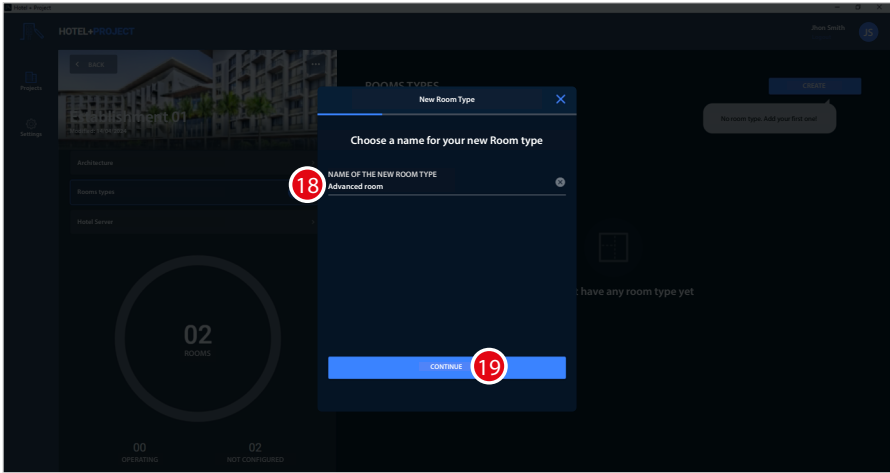 Hotel + Project
HOTEL+PROJECT
Jhon Smith
JS
Projects
Settings
BACK
Establishment 01
Architecture
Rooms types
Hotel Server
02
ROOMS
00
OPERATING
02
NOT CONFIGURED
ROOMS TYPES
CREATE
No room type. Add your first one!
have any room type yet
New Room Type
Choose a name for your new Room type
18
NAME OF THE NEW ROOM TYPE
Advanced room
CONTINUE
19